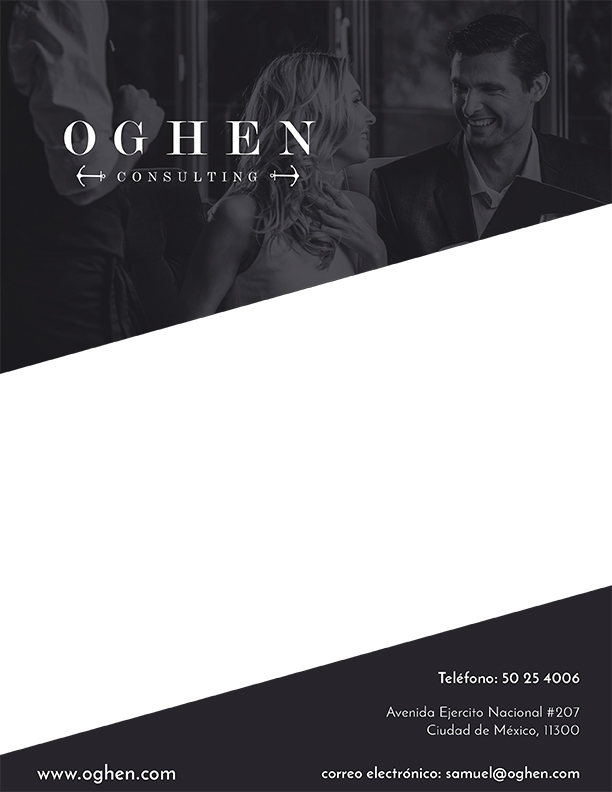 OGHEN
CONSULTING
Teléfono: 50 25 4006
Avenida Ejercito Nacional #207
Ciudad de México, 11300
www.oghen.com
correo electrónico: samuel@oghen.com